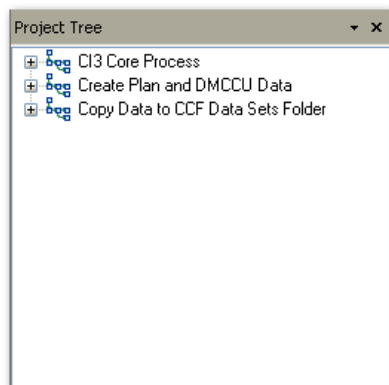 Project Tree
CI3 Core Process
Create Plan and DMCCU Data
Copy Data to CCF Data Sets Folder